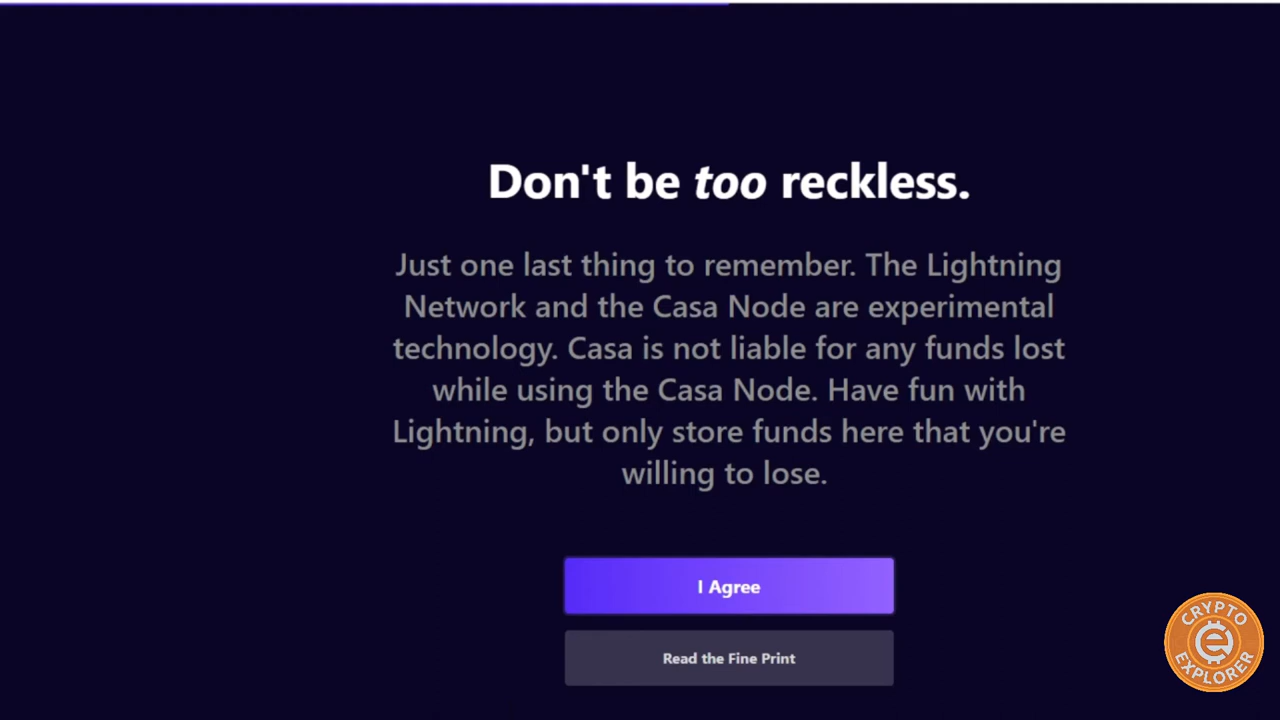 Don't be too reckless.
Just one last thing to remember. The Lightning
Network and the Casa Node are experimental
technology. Casa is not liable for any funds lost
while using the Casa Node. Have fun with
Lightning, but only store funds here that you're
willing to lose.
I Agree
Read the Fine Print
CRYPTO
EXPLORER